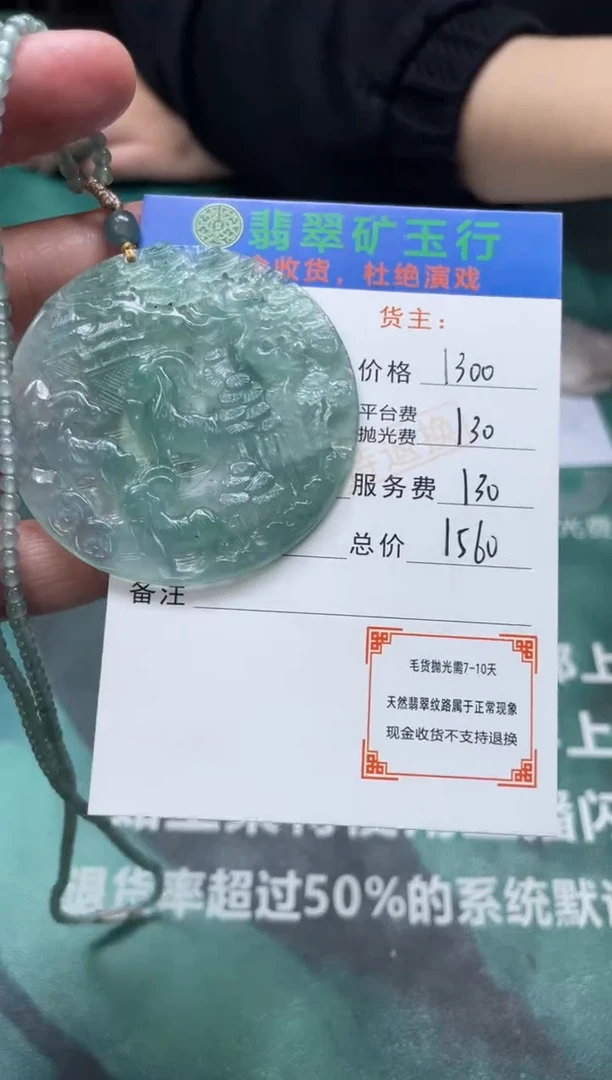 翡翠矿玉行
金收货，杜绝演戏
货主：
价格 1300
平台费
抛光费 130
服务费 130
总价 1560
备注
毛货抛光需7-10天
天然翡翠纹路属于正常现象
现金收货不支持退换
退货率超过50%的系统默